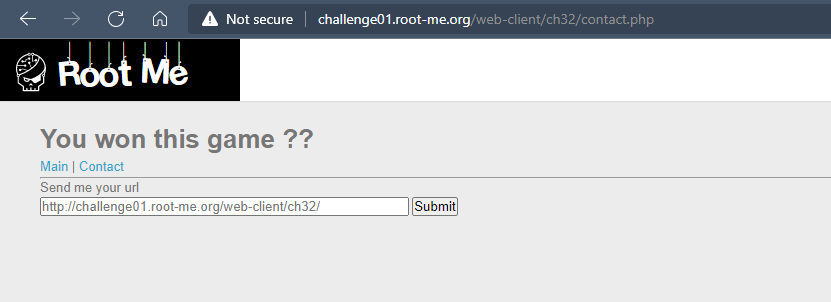 Not secure | challenge01.root-me.org/web-client/ch32/contact.php
Root Me
You won this game ??
Main | Contact
Send me your url
http://challenge01.root-me.org/web-client/ch32/ Submit